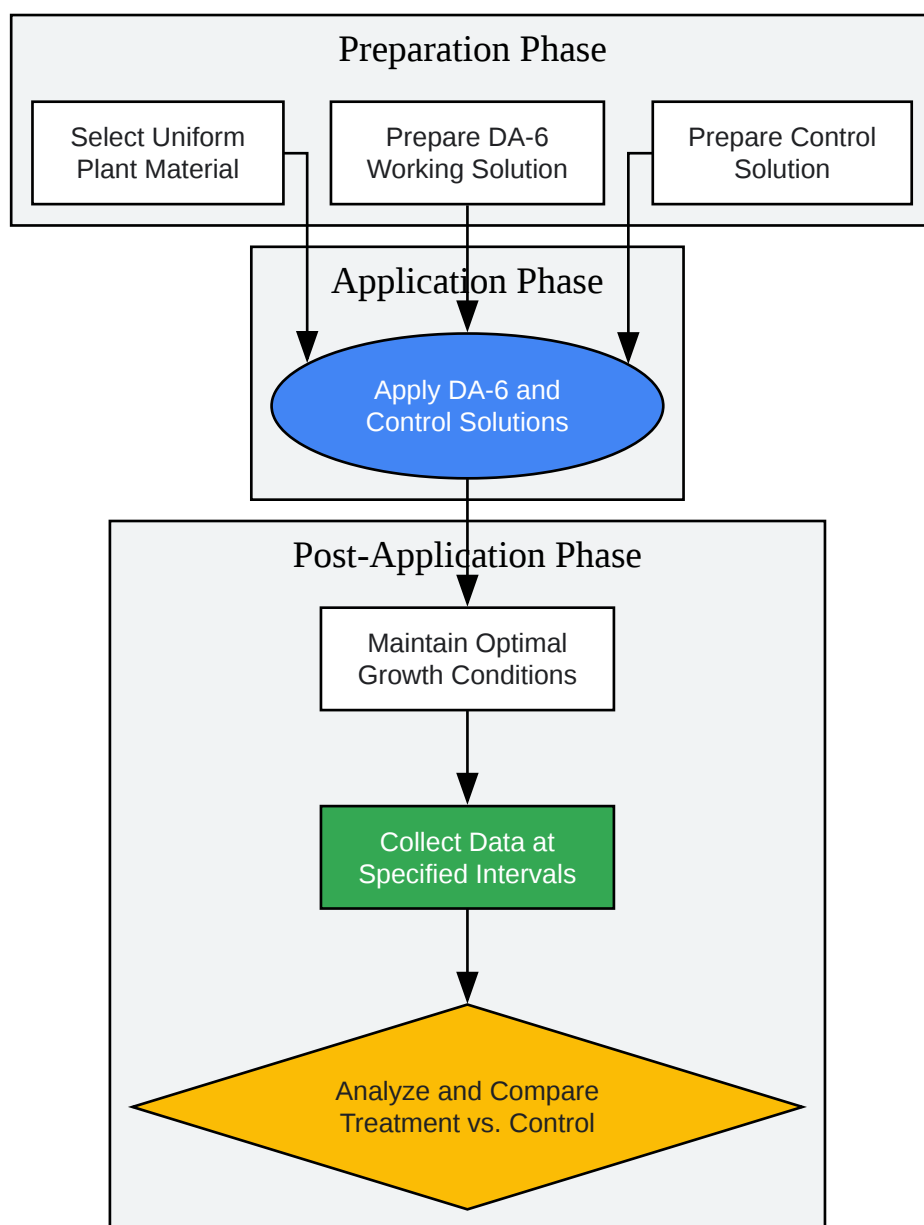 Preparation Phase
Select Uniform
Plant Material
Prepare DA-6
Working Solution
Prepare Control
Solution
Application Phase
Apply DA-6 and
Control Solutions
Post-Application Phase
Maintain Optimal
Growth Conditions
Collect Data at
Specified Intervals
Analyze and Compare
Treatment vs. Control